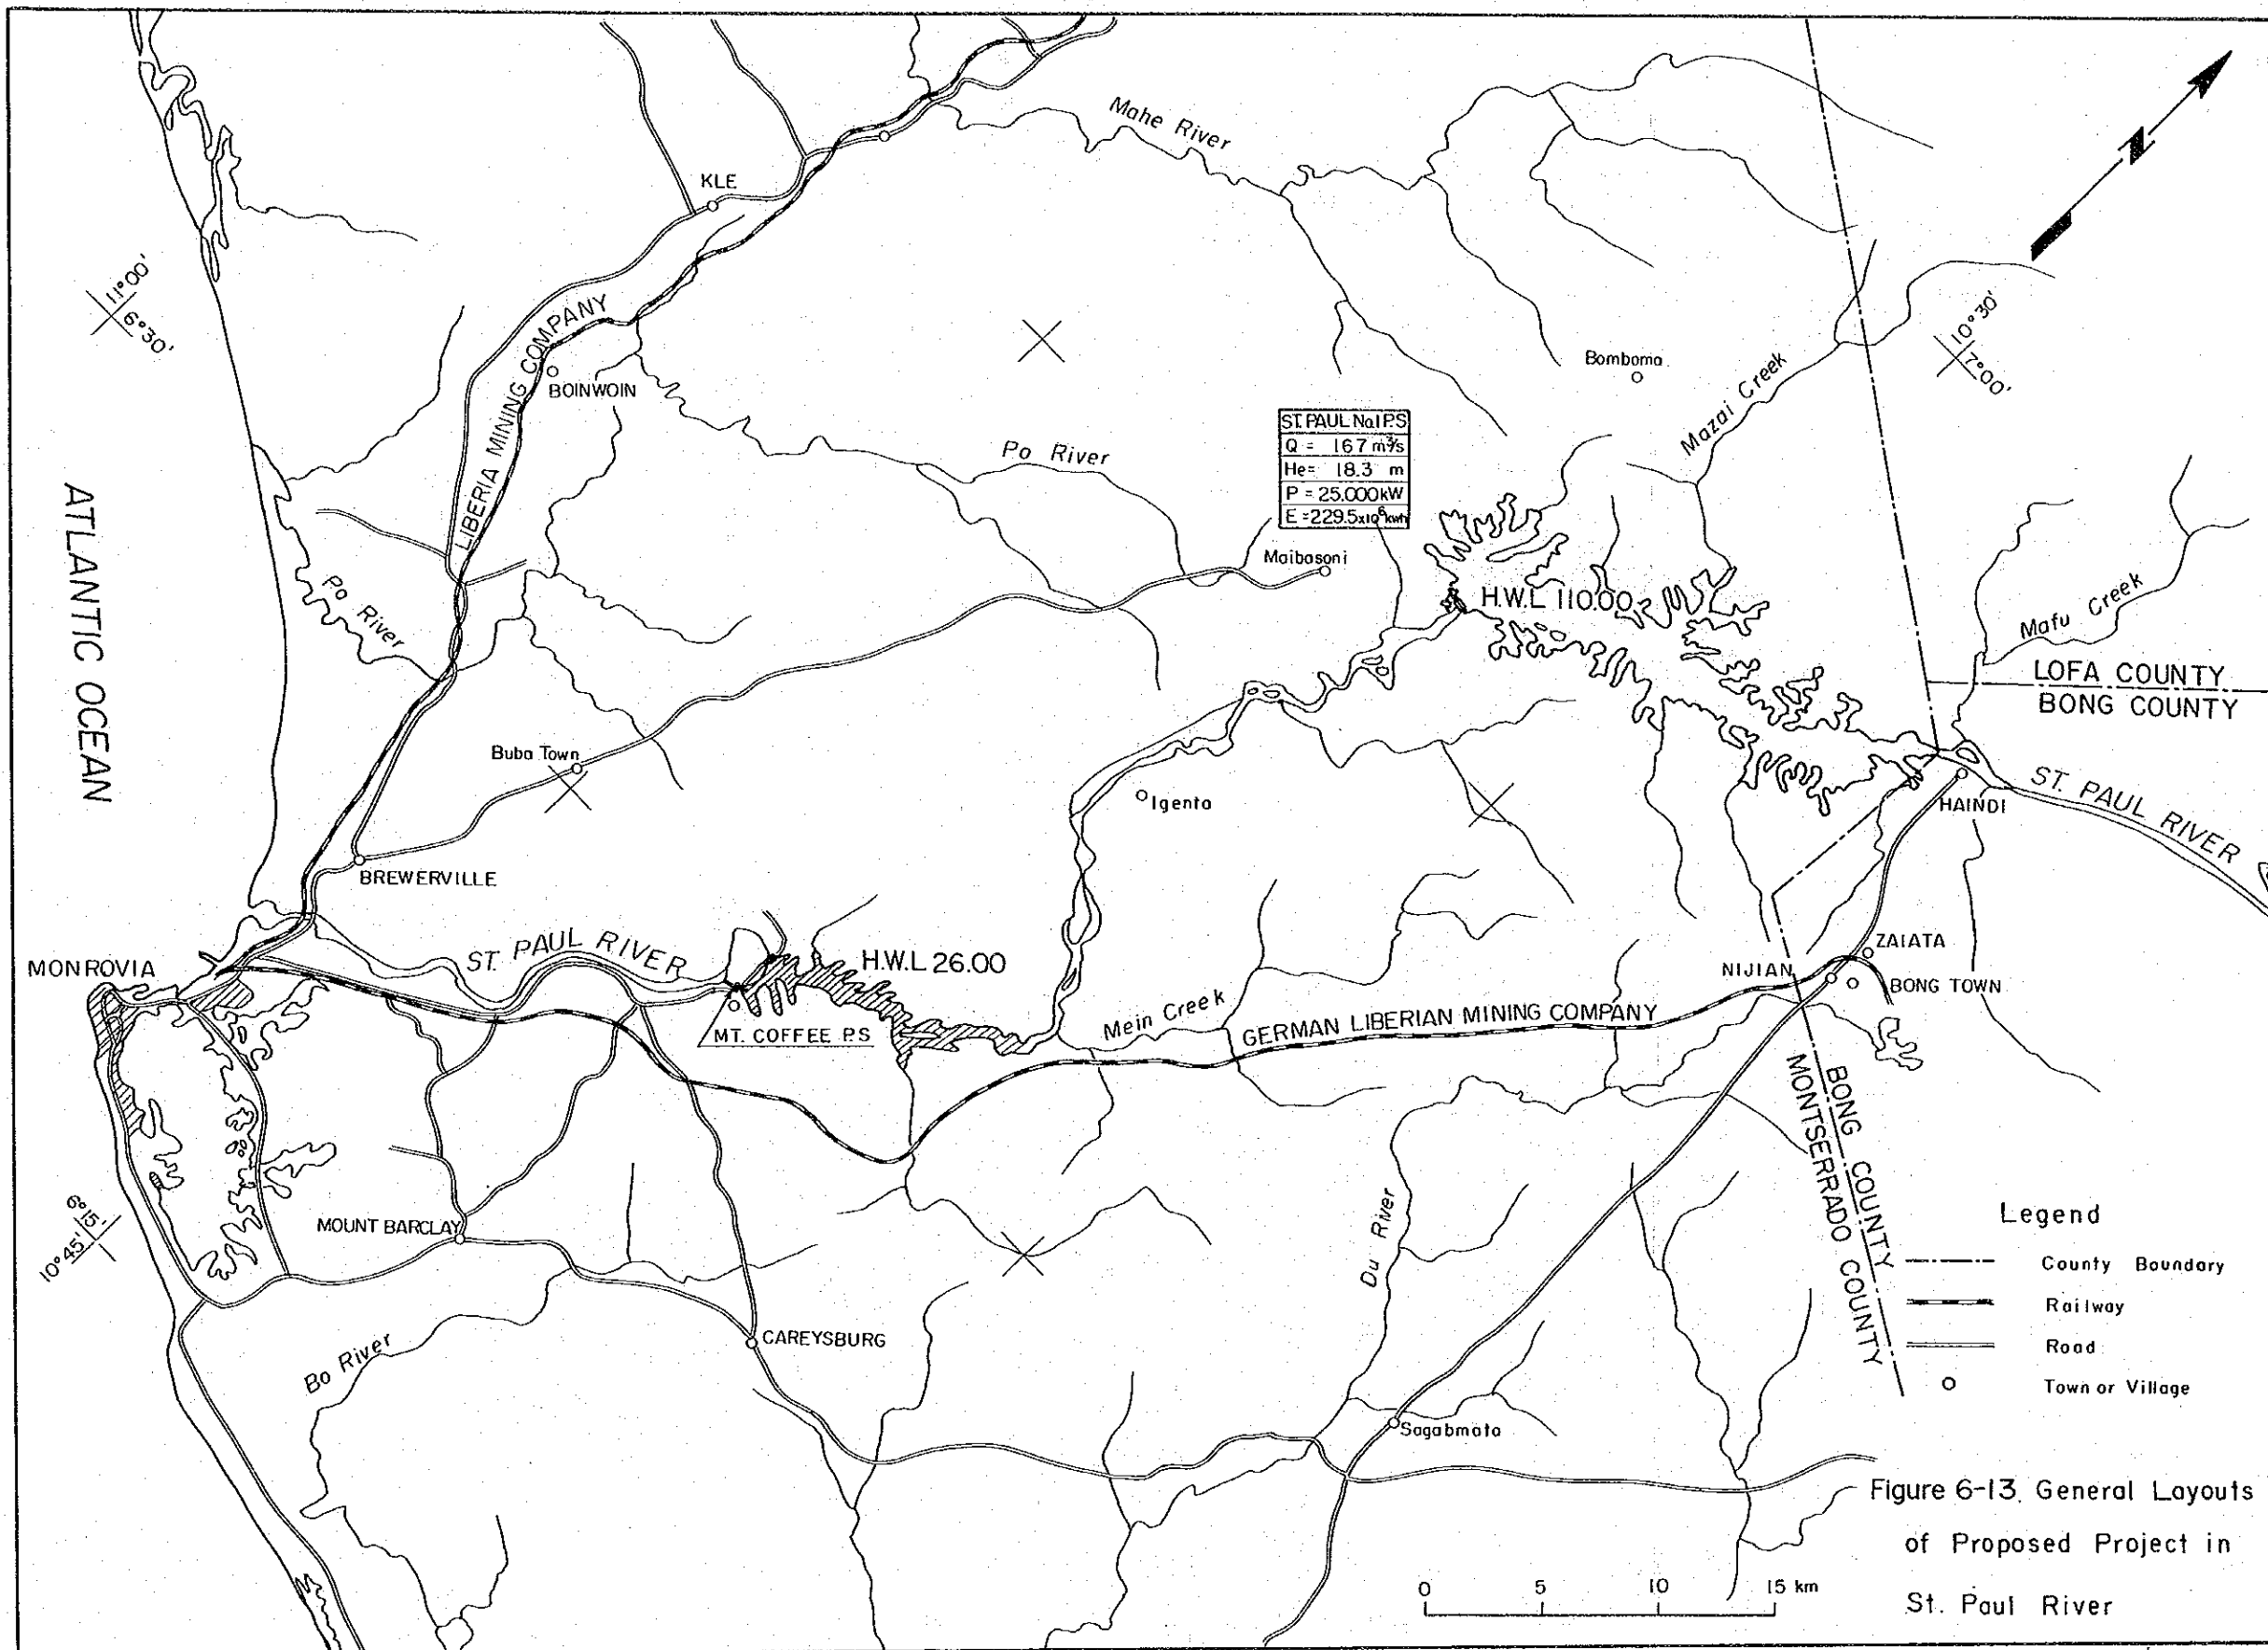 Mahe River
KLE
11°00'
6°30'
LIBERIA MINING COMPANY
BOINWOIN
10°30'
7°00'
Bomboma
Mazai Creek
ST. PAUL No1 P.S
Q = 167 m³/s
He= 18.3 m
P = 25.000kW
E =229.5x10⁶kwh
Po River
ATLANTIC OCEAN
Maibasoni
H.W.L 110.00
Po River
Mafu Creek
LOFA COUNTY
BONG COUNTY
Buba Town
Igenta
HAINDI
ST. PAUL RIVER
BREWERVILLE
ST. PAUL RIVER
H.W.L 26.00
MONROVIA
ZAIATA
NIJIAN
BONG TOWN
Mein Creek
GERMAN LIBERIAN MINING COMPANY
MT. COFFEE P.S
BONG COUNTY
MONTSERRADO COUNTY
6°15'
10°45'
MOUNT BARCLAY
Du River
Bo River
CAREYSBURG
Sagabmata
Legend
County Boundary
Railway
Road
Town or Village
Figure 6-13. General Layouts
of Proposed Project in
St. Paul River
0 5 10 15 km
N